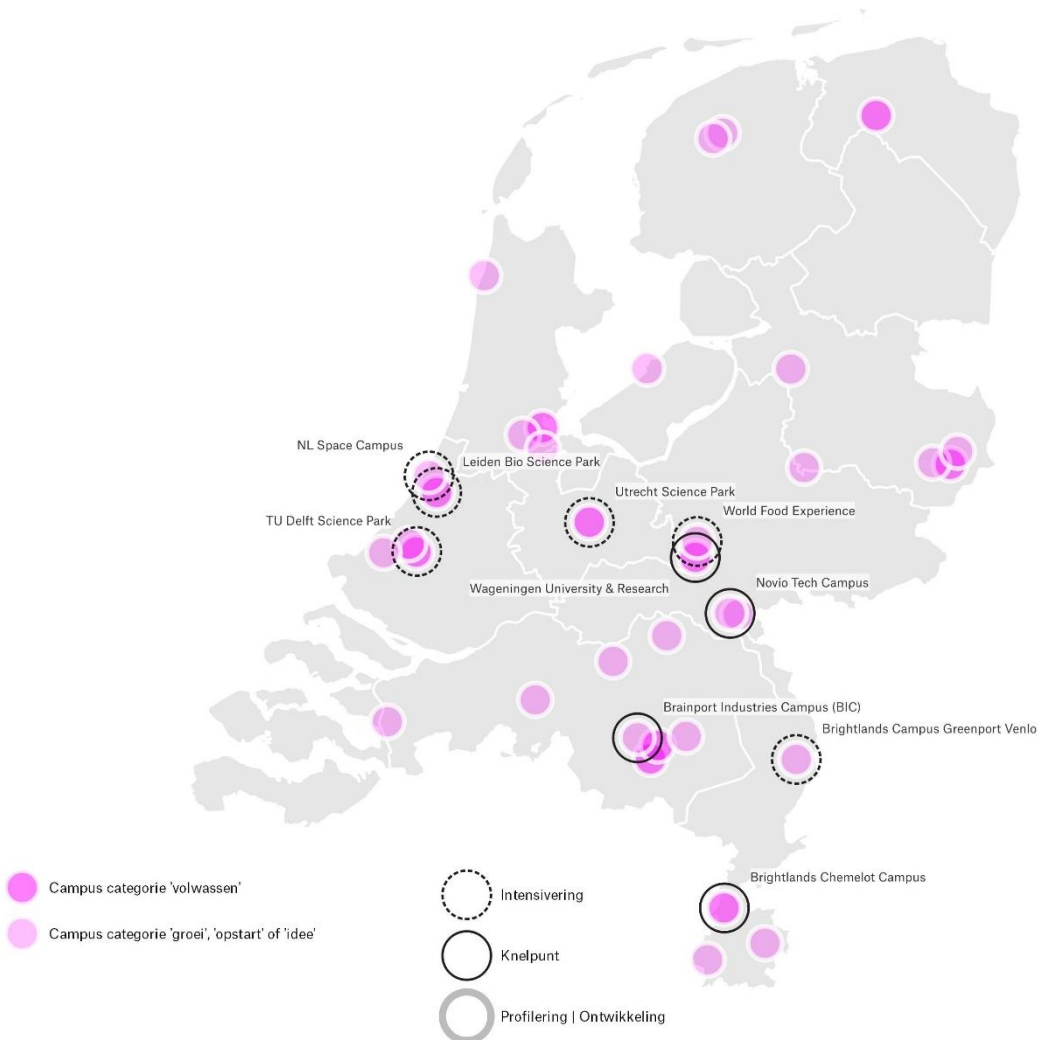 NL Space Campus
Leiden Bio Science Park
Utrecht Science Park
World Food Experience
TU Delft Science Park
Wageningen University & Research
Novio Tech Campus
Brainport Industries Campus (BIC)
Brightlands Campus Greenport Venlo
Brightlands Chemelot Campus
Campus categorie 'volwassen'
Campus categorie 'groei', 'opstart' of 'idee'
Intensivering
Knelpunt
Profilering | Ontwikkeling